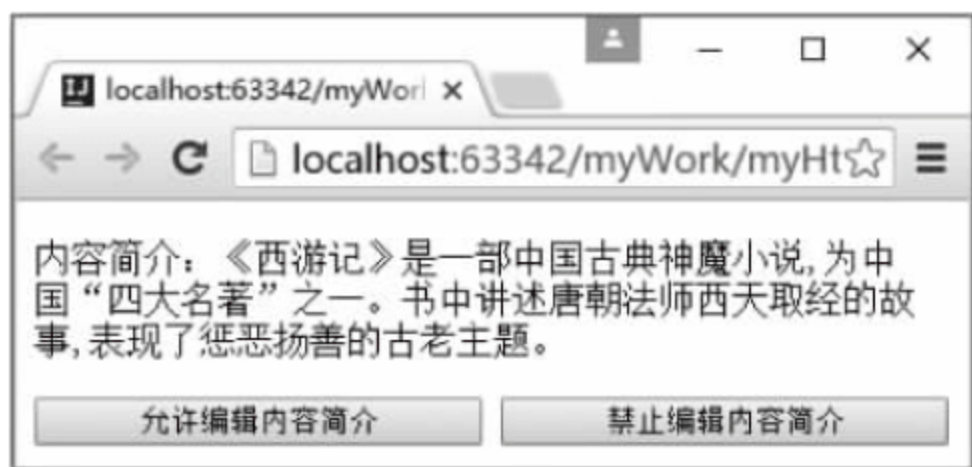 localhost:63342/myWorl
localhost:63342/myWork/myHt
内容简介：《西游记》是一部中国古典神魔小说,为中
国“四大名著”之一。书中讲述唐朝法师西天取经的故
事,表现了惩恶扬善的古老主题。
允许编辑内容简介
禁止编辑内容简介